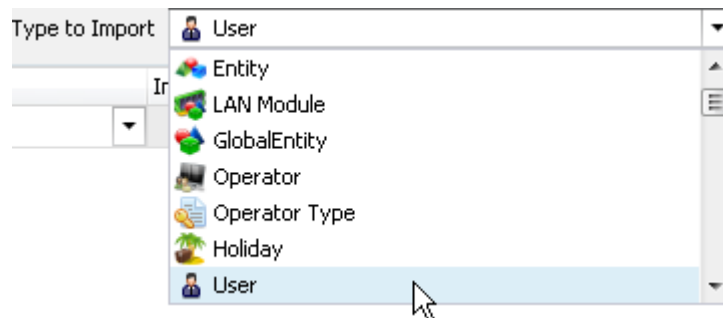 Type to Import User
Entity
LAN Module
GlobalEntity
Operator
Operator Type
Holiday
User